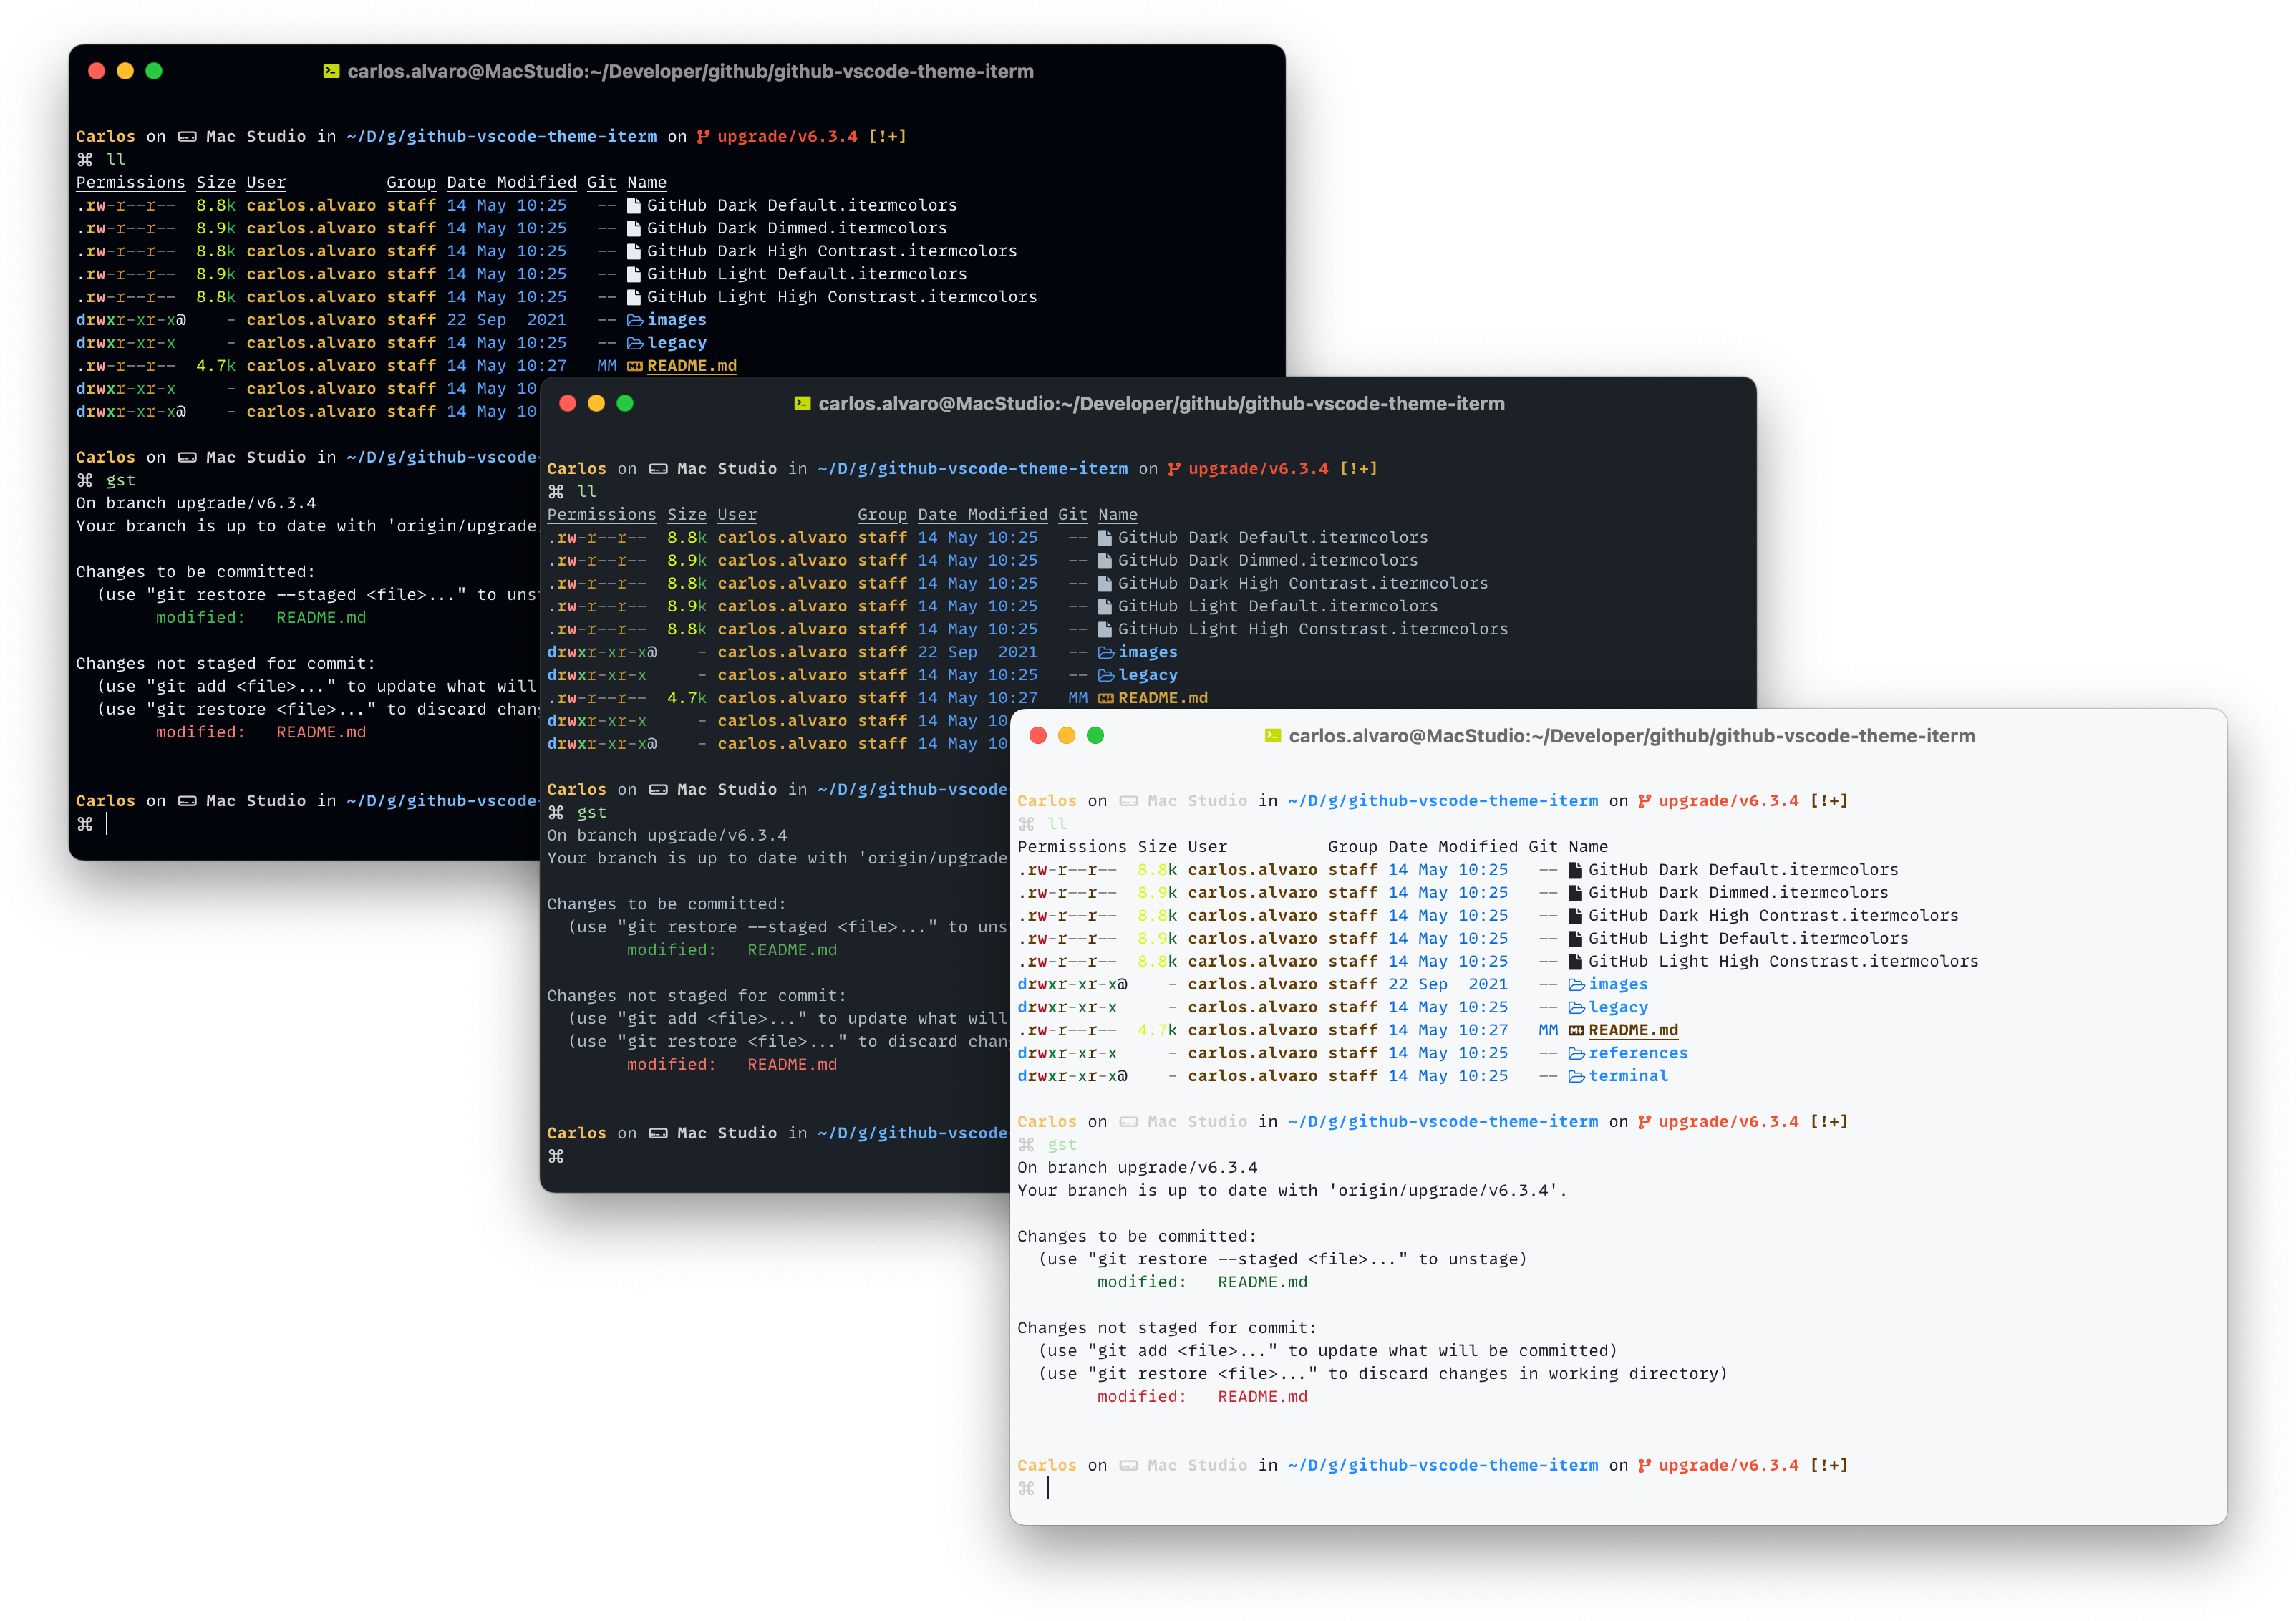 carlos.alvaro@MacStudio:~/Developer/github/github-vscode-theme-iterm
Carlos on Mac Studio in ~/D/g/github-vscode-theme-iterm on upgrade/v6.3.4 [!+]
⌘ ll
Permissions Size User Group Date Modified Git Name
.rw-r--r-- 8.8k carlos.alvaro staff 14 May 10:25 -- GitHub Dark Default.itermcolors
.rw-r--r-- 8.9k carlos.alvaro staff 14 May 10:25 -- GitHub Dark Dimmed.itermcolors
.rw-r--r-- 8.8k carlos.alvaro staff 14 May 10:25 -- GitHub Dark High Contrast.itermcolors
.rw-r--r-- 8.9k carlos.alvaro staff 14 May 10:25 -- GitHub Light Default.itermcolors
.rw-r--r-- 8.8k carlos.alvaro staff 14 May 10:25 -- GitHub Light High Constrast.itermcolors
drwxr-xr-x@ - carlos.alvaro staff 22 Sep 2021 -- images
drwxr-xr-x - carlos.alvaro staff 14 May 10:25 -- legacy
.rw-r--r-- 4.7k carlos.alvaro staff 14 May 10:27 MM README.md
drwxr-xr-x - carlos.alvaro staff 14 May 10
drwxr-xr-x@ - carlos.alvaro staff 14 May 10
Carlos on Mac Studio in ~/D/g/github-vscode-
⌘ gst
On branch upgrade/v6.3.4
Your branch is up to date with 'origin/upgrade
Changes to be committed:
(use "git restore --staged <file>..." to uns
modified: README.md
Changes not staged for commit:
(use "git add <file>..." to update what will
(use "git restore <file>..." to discard chan
modified: README.md
Carlos on Mac Studio in ~/D/g/github-vscode-
⌘
carlos.alvaro@MacStudio:~/Developer/github/github-vscode-theme-iterm
Carlos on Mac Studio in ~/D/g/github-vscode-theme-iterm on upgrade/v6.3.4 [!+]
⌘ ll
Permissions Size User Group Date Modified Git Name
.rw-r--r-- 8.8k carlos.alvaro staff 14 May 10:25 -- GitHub Dark Default.itermcolors
.rw-r--r-- 8.9k carlos.alvaro staff 14 May 10:25 -- GitHub Dark Dimmed.itermcolors
.rw-r--r-- 8.8k carlos.alvaro staff 14 May 10:25 -- GitHub Dark High Contrast.itermcolors
.rw-r--r-- 8.9k carlos.alvaro staff 14 May 10:25 -- GitHub Light Default.itermcolors
.rw-r--r-- 8.8k carlos.alvaro staff 14 May 10:25 -- GitHub Light High Constrast.itermcolors
drwxr-xr-x@ - carlos.alvaro staff 22 Sep 2021 -- images
drwxr-xr-x - carlos.alvaro staff 14 May 10:25 -- legacy
.rw-r--r-- 4.7k carlos.alvaro staff 14 May 10:27 MM README.md
drwxr-xr-x - carlos.alvaro staff 14 May 10
drwxr-xr-x@ - carlos.alvaro staff 14 May 10
Carlos on Mac Studio in ~/D/g/github-vscode
⌘ gst
On branch upgrade/v6.3.4
Your branch is up to date with 'origin/upgrade
Changes to be committed:
(use "git restore --staged <file>..." to uns
modified: README.md
Changes not staged for commit:
(use "git add <file>..." to update what will
(use "git restore <file>..." to discard chan
modified: README.md
Carlos on Mac Studio in ~/D/g/github-vscode
⌘
carlos.alvaro@MacStudio:~/Developer/github/github-vscode-theme-iterm
Carlos on Mac Studio in ~/D/g/github-vscode-theme-iterm on upgrade/v6.3.4 [!+]
⌘ ll
Permissions Size User Group Date Modified Git Name
.rw-r--r-- 8.8k carlos.alvaro staff 14 May 10:25 -- GitHub Dark Default.itermcolors
.rw-r--r-- 8.9k carlos.alvaro staff 14 May 10:25 -- GitHub Dark Dimmed.itermcolors
.rw-r--r-- 8.8k carlos.alvaro staff 14 May 10:25 -- GitHub Dark High Contrast.itermcolors
.rw-r--r-- 8.9k carlos.alvaro staff 14 May 10:25 -- GitHub Light Default.itermcolors
.rw-r--r-- 8.8k carlos.alvaro staff 14 May 10:25 -- GitHub Light High Constrast.itermcolors
drwxr-xr-x@ - carlos.alvaro staff 22 Sep 2021 -- images
drwxr-xr-x - carlos.alvaro staff 14 May 10:25 -- legacy
.rw-r--r-- 4.7k carlos.alvaro staff 14 May 10:27 MM README.md
drwxr-xr-x - carlos.alvaro staff 14 May 10:25 -- references
drwxr-xr-x@ - carlos.alvaro staff 14 May 10:25 -- terminal
Carlos on Mac Studio in ~/D/g/github-vscode-theme-iterm on upgrade/v6.3.4 [!+]
⌘ gst
On branch upgrade/v6.3.4
Your branch is up to date with 'origin/upgrade/v6.3.4'.
Changes to be committed:
(use "git restore --staged <file>..." to unstage)
modified: README.md
Changes not staged for commit:
(use "git add <file>..." to update what will be committed)
(use "git restore <file>..." to discard changes in working directory)
modified: README.md
Carlos on Mac Studio in ~/D/g/github-vscode-theme-iterm on upgrade/v6.3.4 [!+]
⌘